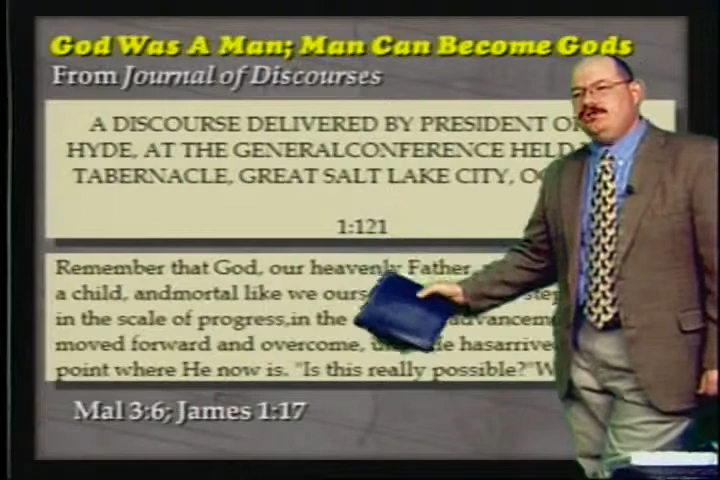 God Was A Man; Man Can Become Gods
From Journal of Discourses
A DISCOURSE DELIVERED BY PRESIDENT
HYDE, AT THE GENERALCONFERENCE HELD
TABERNACLE, GREAT SALT LAKE CITY,
1:121
Remember that God, our heavenly Father
a child, andmortal like we
in the scale of progress,in the
moved forward and overcome, hasarrive
point where He now is. "Is this really possible?"
Mal 3:6; James 1:17